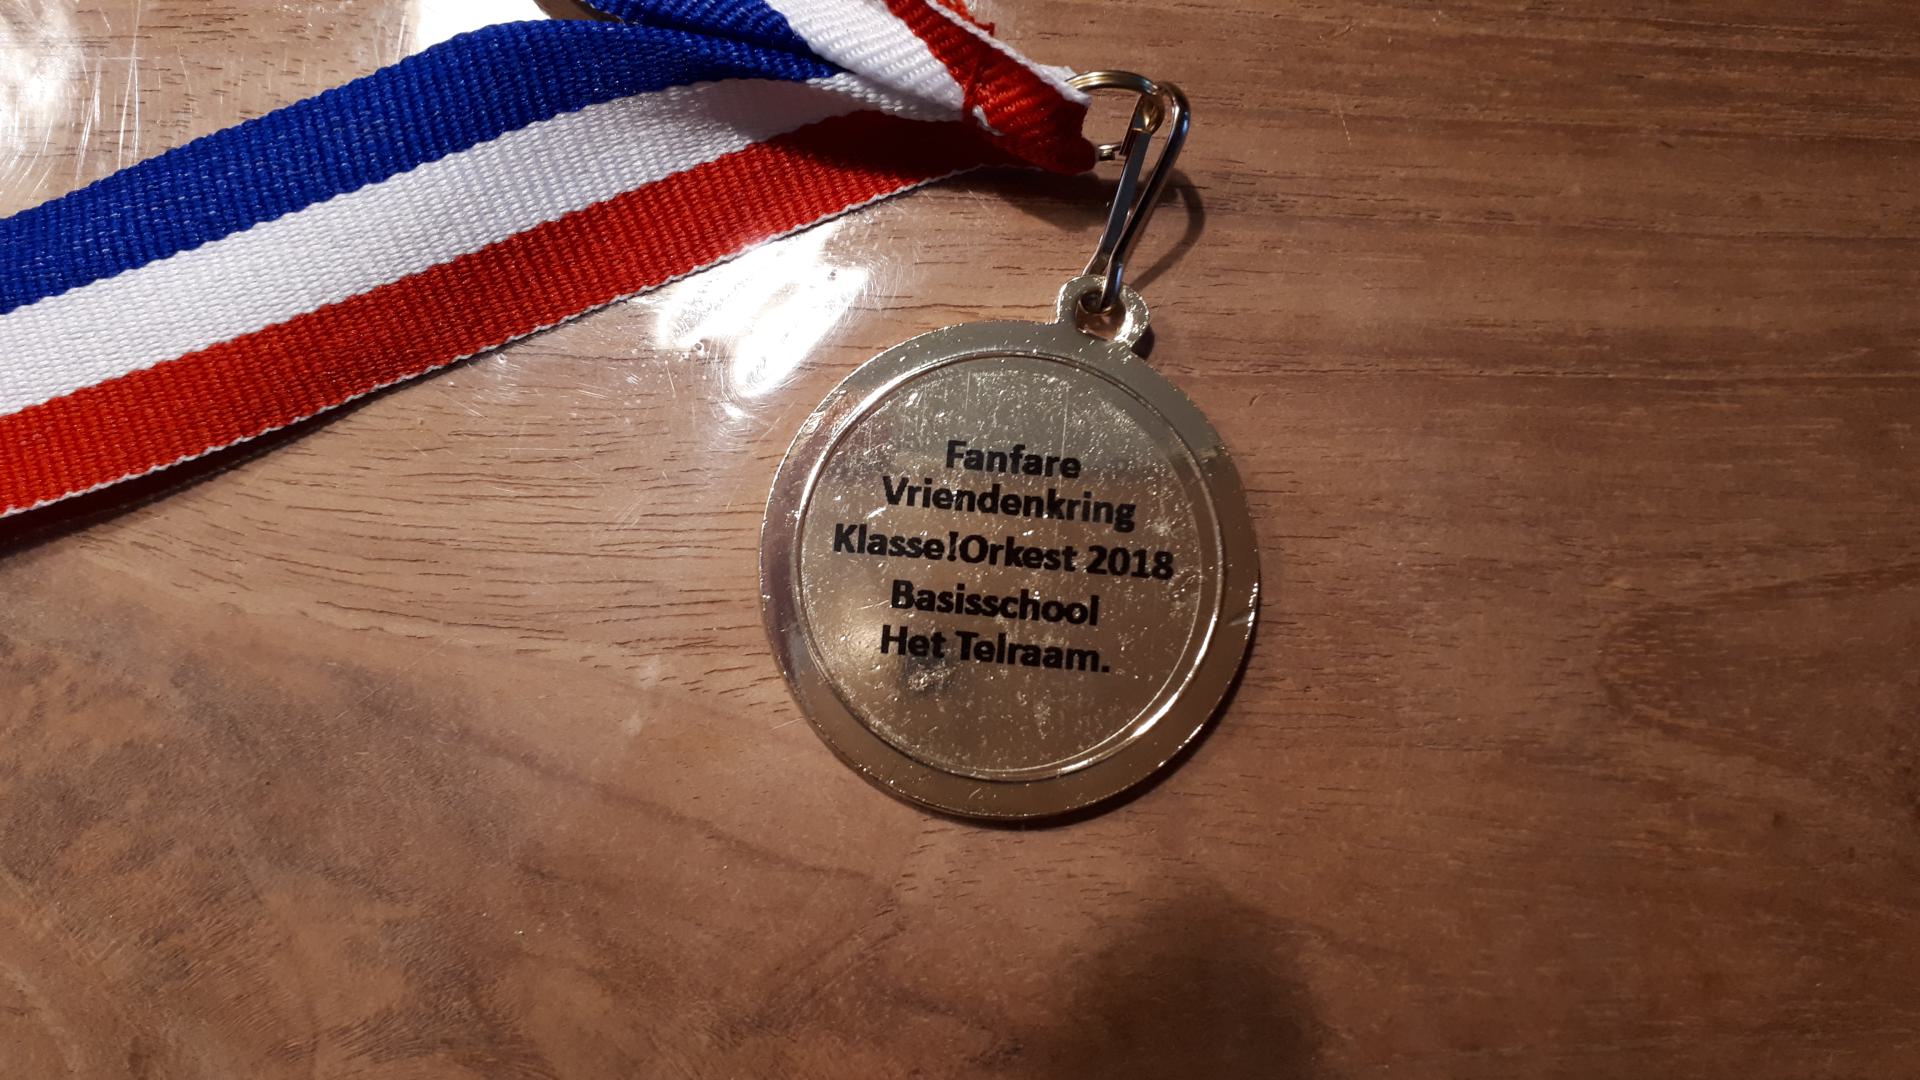 Fanfare
Vriendenkring
Klasse!Orkest 2018
Basisschool
Het Telraam.